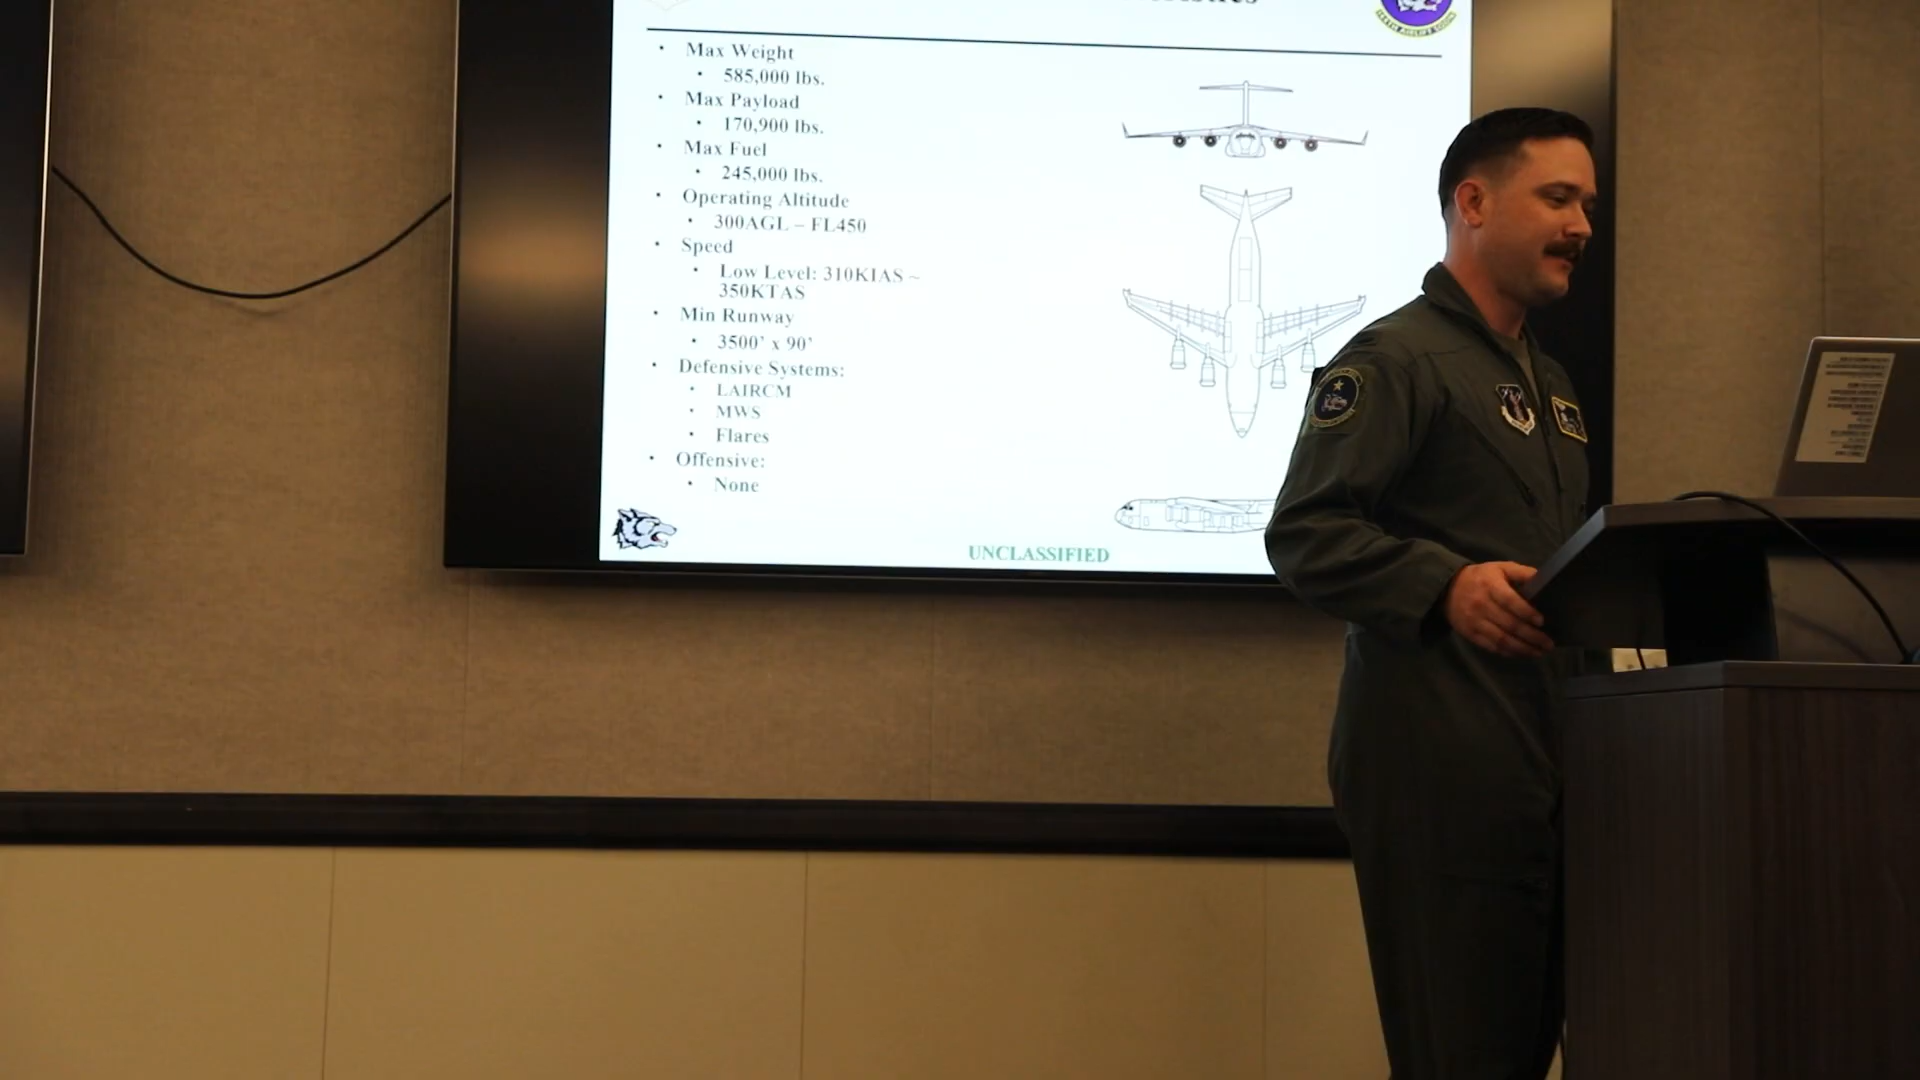 Max Weight
585,000 lbs.
Max Payload
170,900 lbs.
Max Fuel
245,000 lbs.
Operating Altitude
300AGL – FL450
Speed
Low Level: 310KIAS ~
350KTAS
Min Runway
3500' x 90'
Defensive Systems:
LAIRCM
MWS
Flares
Offensive:
None
UNCLASSIFIED